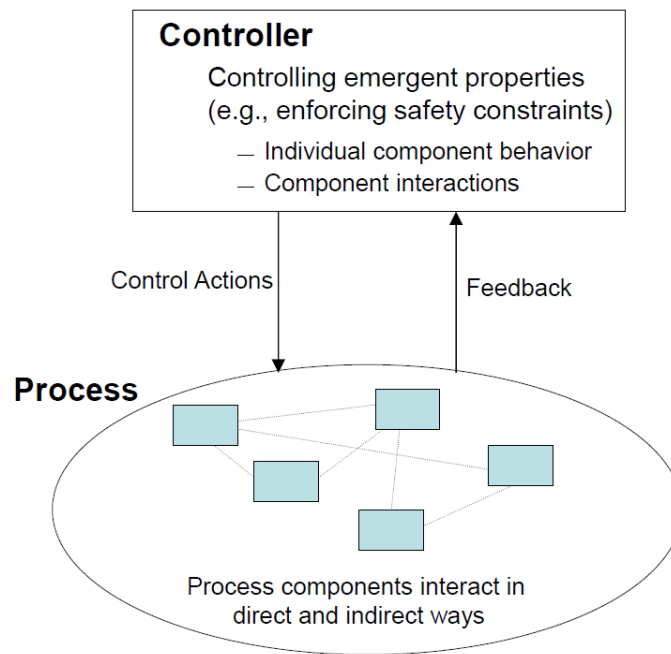 Controller
Controlling emergent properties
(e.g., enforcing safety constraints)
— Individual component behavior
— Component interactions
Control Actions
Feedback
Process
Process components interact in
direct and indirect ways